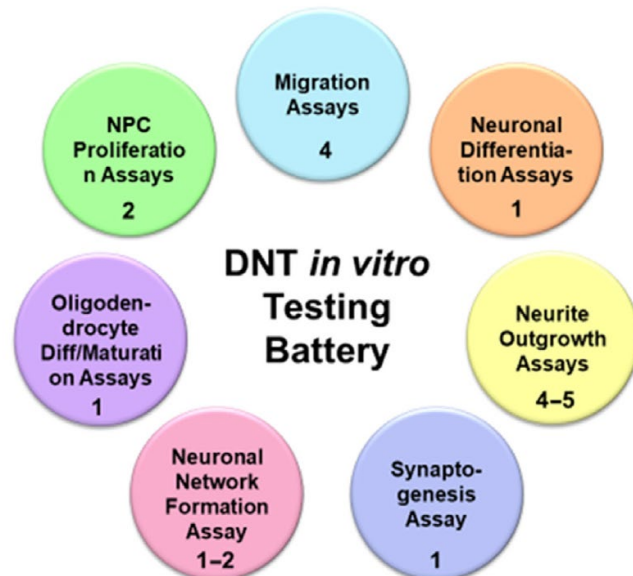 Migration
Assays
4
NPC
Proliferatio
n Assays
2
Neuronal
Differentia-
tion Assays
1
DNT in vitro
Testing
Battery
Oligoden-
drocyte
Diff/Maturati
on Assays
1
Neurite
Outgrowth
Assays
4–5
Neuronal
Network
Formation
Assay
1–2
Synapto-
genesis
Assay
1